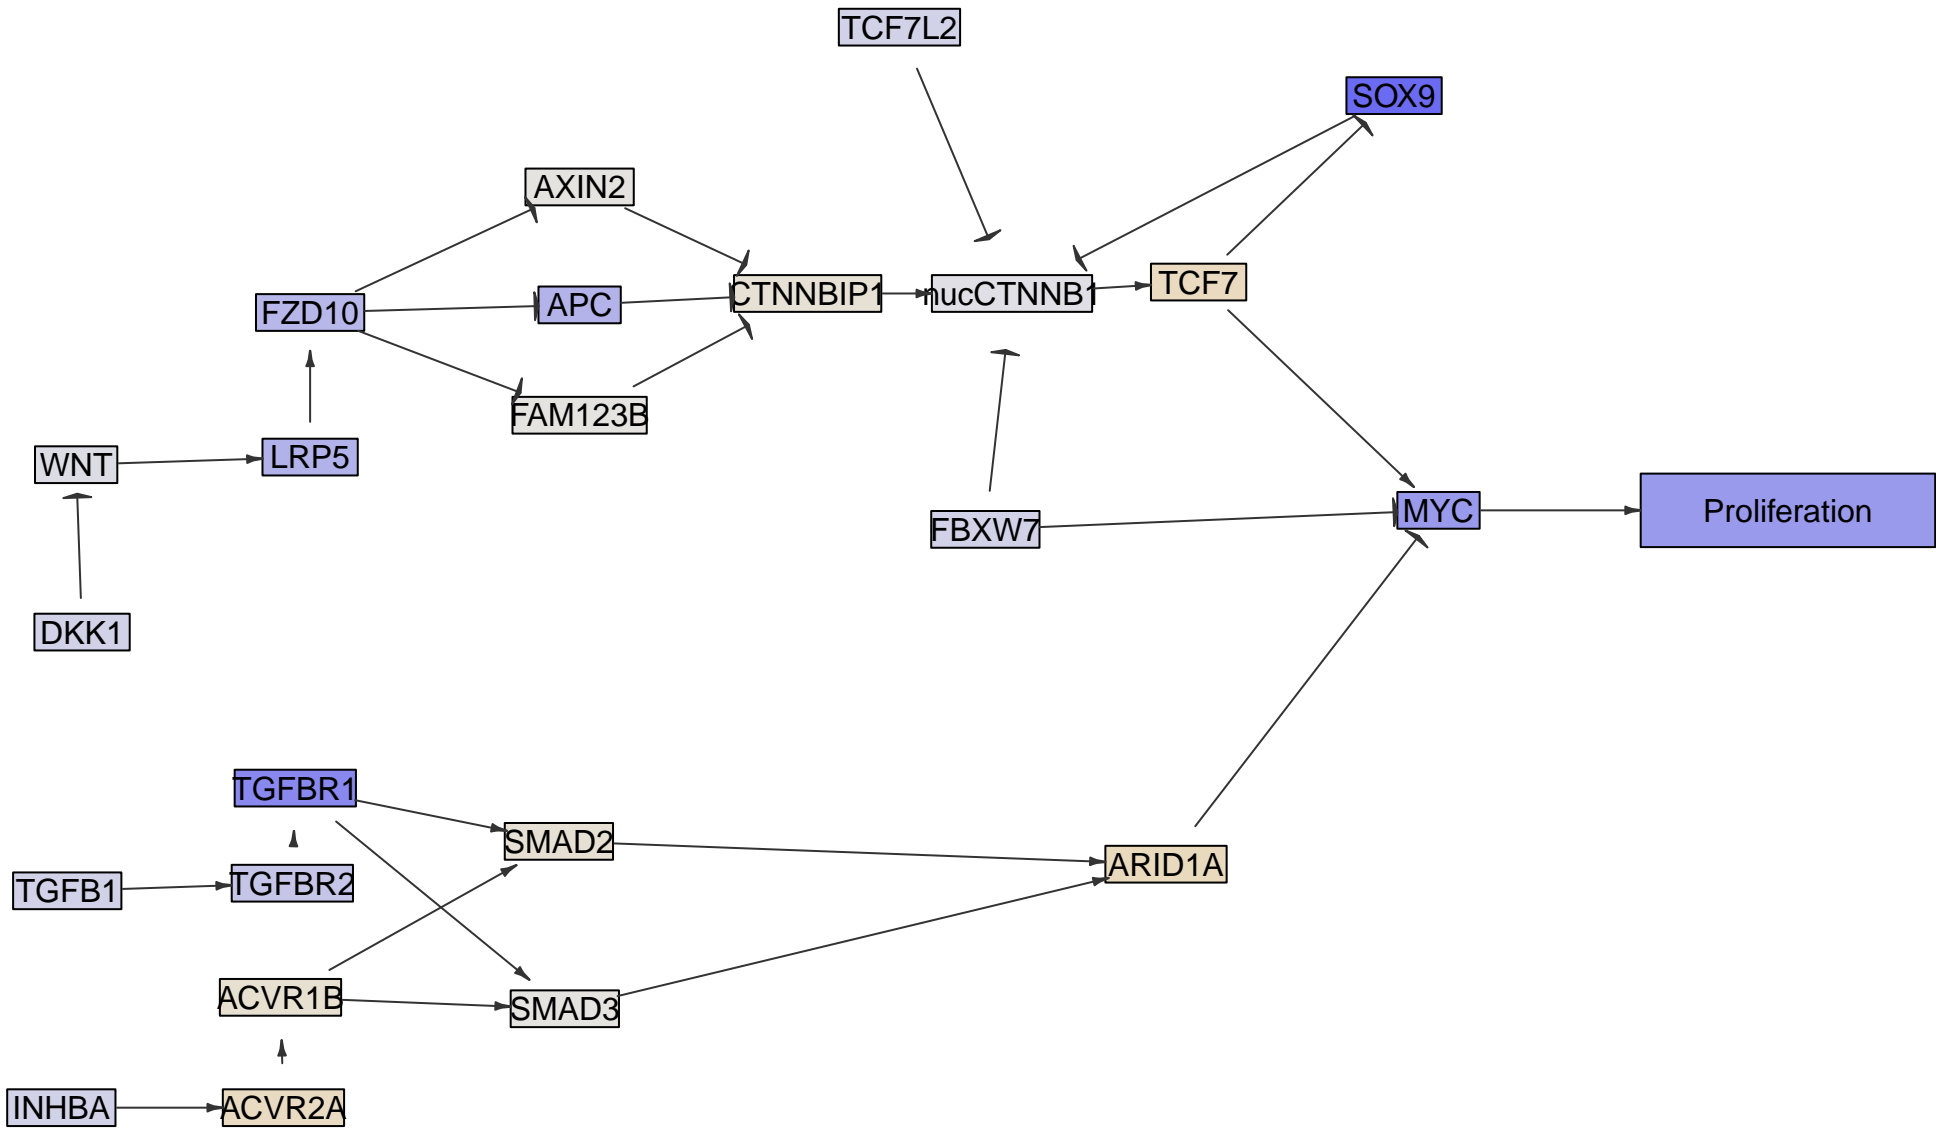 TCF7L2
SOX9
AXIN2
TCF7
CTNNBIP1
nucCTNNB1
APC
FZD10
FAM123B
LRP5
WNT
MYC
Proliferation
FBXW7
DKK1
TGFBR1
SMAD2
ARID1A
TGFBR2
TGFB1
ACVR1B
SMAD3
INHBA
ACVR2A